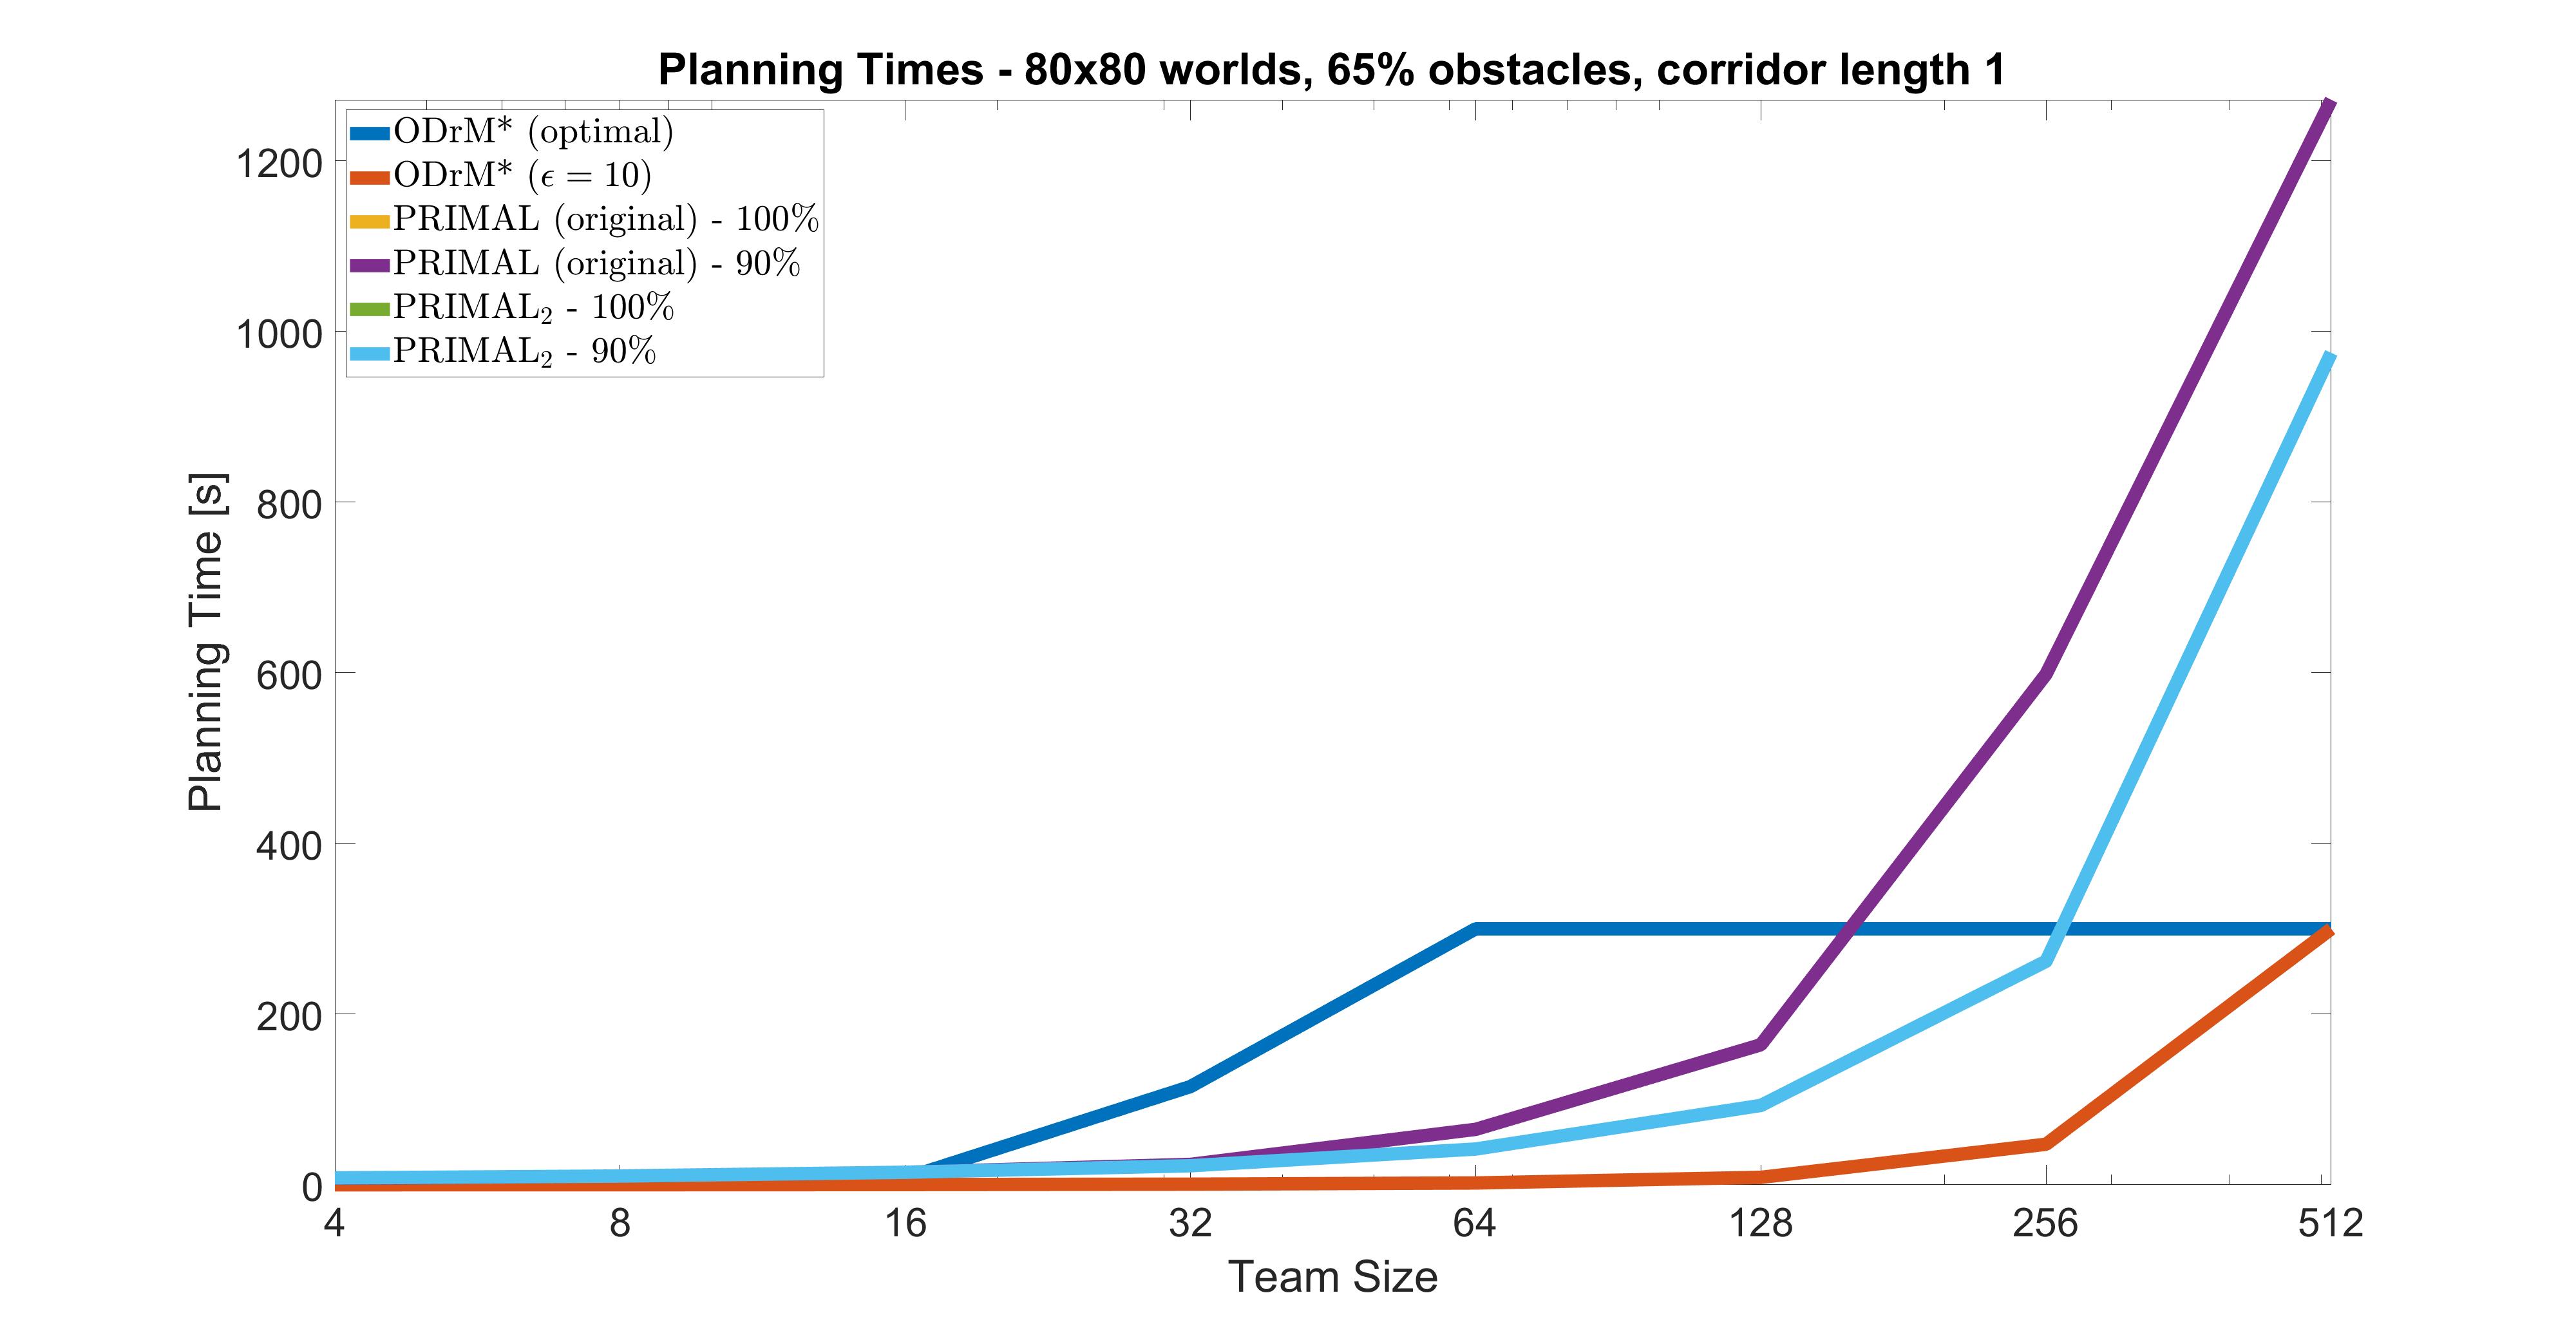 Planning Times - 80x80 worlds, 65% obstacles, corridor length 1
ODrM* (optimal)
ODrM* (ϵ = 10)
PRIMAL (original) - 100%
PRIMAL (original) - 90%
PRIMAL₂ - 100%
PRIMAL₂ - 90%
Planning Time [s]
1200
1000
800
600
400
200
0
4 8 16 32 64 128 256 512
Team Size